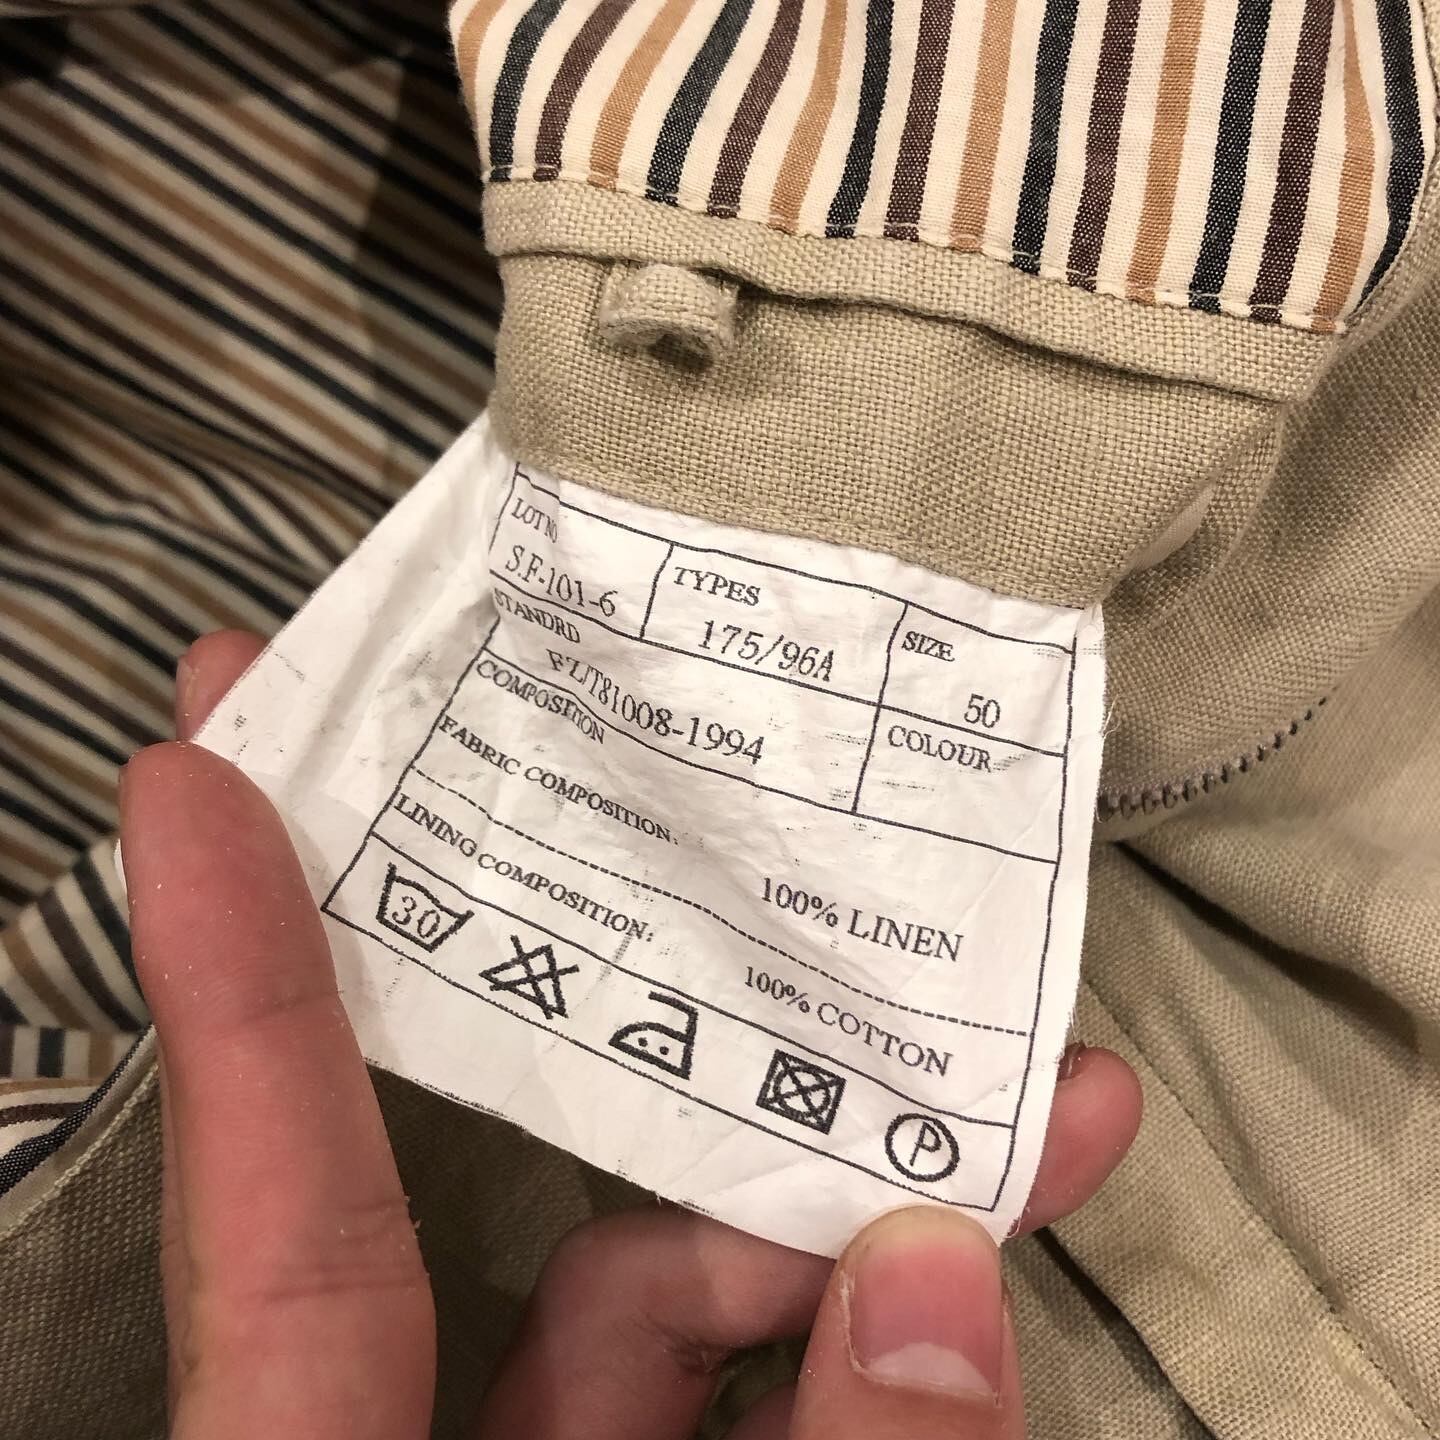 LOT NO
S.F-101-6
TYPES
175/96A
SIZE
50
STANDRD
FZ/T81008-1994
COLOUR
COMPOSITION
FABRIC COMPOSITION:
100% LINEN
LINING COMPOSITION:
100% COTTON
30
P